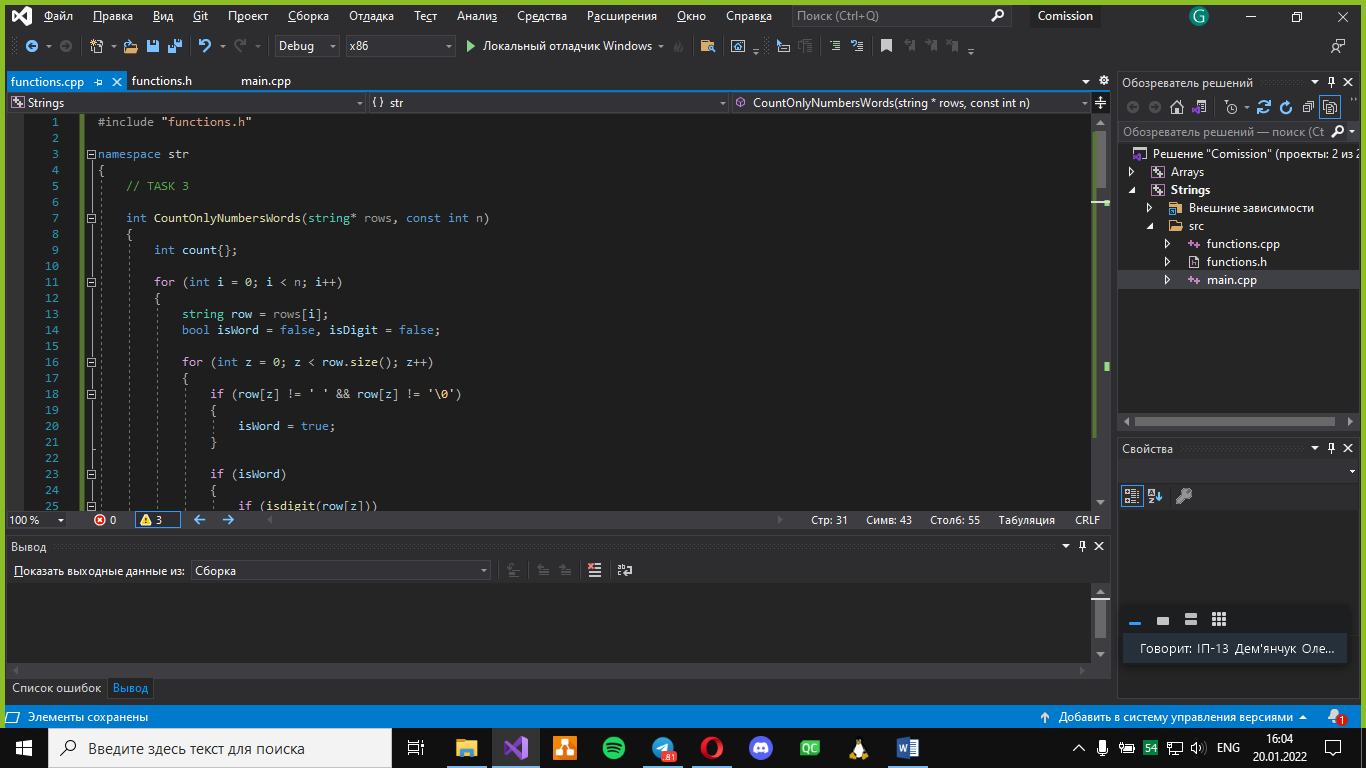 Файл Правка Вид Git Проект Сборка Отладка Тест Анализ Средства Расширения Окно Справка Поиск (Ctrl+Q) Comission G
Debug x86 Локальный отладчик Windows
functions.cpp functions.h main.cpp
Strings {} str CountOnlyNumbersWords(string * rows, const int n)
1 #include "functions.h"
2
3 namespace str
4 {
5 // TASK 3
6
7 int CountOnlyNumbersWords(string* rows, const int n)
8 {
9 int count{};
10
11 for (int i = 0; i < n; i++)
12 {
13 string row = rows[i];
14 bool isWord = false, isDigit = false;
15
16 for (int z = 0; z < row.size(); z++)
17 {
18 if (row[z] != ' ' && row[z] != '\0')
19 {
20 isWord = true;
21 }
22
23 if (isWord)
24 {
25 if (isdigit(row[z]))
100 % 0 3 Стр: 31 Симв: 43 Столб: 55 Табуляция CRLF
Вывод
Показать выходные данные из: Сборка
Список ошибок Вывод
Обозреватель решений
Обозреватель решений — поиск (Ct
Решение "Comission" (проекты: 2 из 2
Arrays
Strings
Внешние зависимости
src
functions.cpp
functions.h
main.cpp
Свойства
Говорит: ІП-13 Дем'янчук Оле...
Элементы сохранены Добавить в систему управления версиями 1
Введите здесь текст для поиска 81 QC W 54 ENG 16:04
20.01.2022